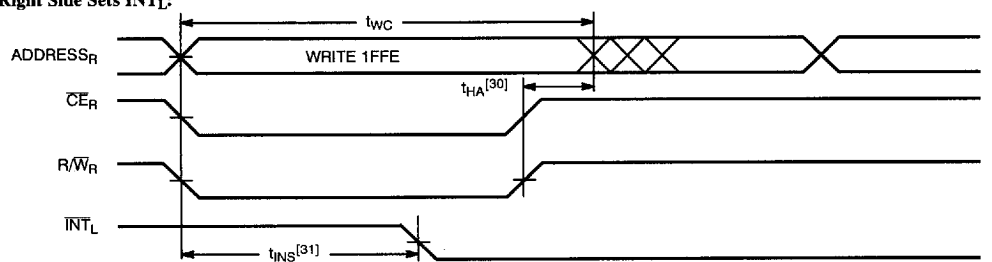 Right Side Sets INTL:
tWC
ADDRESSR
WRITE 1FFE
tHA[30]
CER
R/WR
INTL
tINS[31]